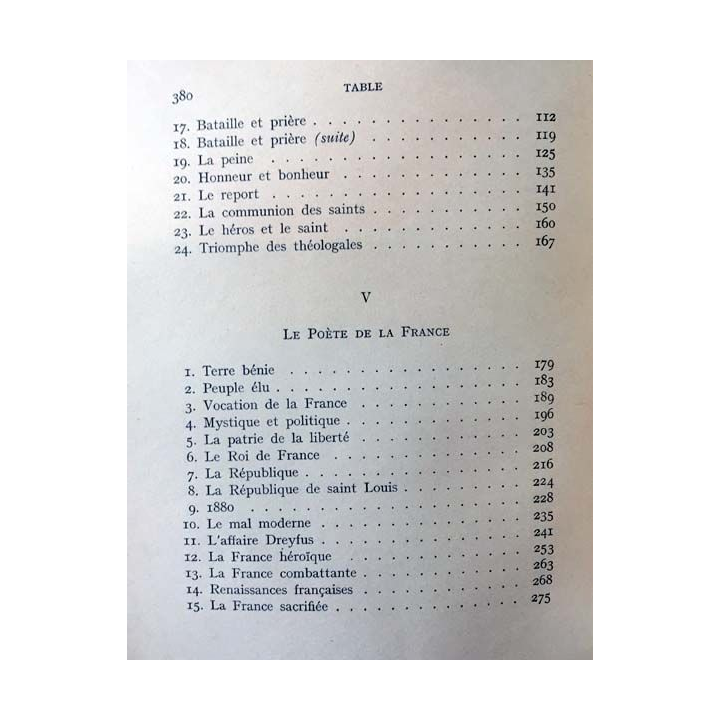 380 TABLE
17. Bataille et prière . . . . . . . . . . . . . . . 112
18. Bataille et prière (suite) . . . . . . . . . . . 119
19. La peine . . . . . . . . . . . . . . . . . . 125
20. Honneur et bonheur . . . . . . . . . . . . . 135
21. Le report . . . . . . . . . . . . . . . . . . 141
22. La communion des saints . . . . . . . . . . . 150
23. Le héros et le saint . . . . . . . . . . . . . 160
24. Triomphe des théologales . . . . . . . . . . . 167
V
LE POÈTE DE LA FRANCE
1. Terre bénie . . . . . . . . . . . . . . . . 179
2. Peuple élu . . . . . . . . . . . . . . . . . 183
3. Vocation de la France . . . . . . . . . . . . 189
4. Mystique et politique . . . . . . . . . . . . . 196
5. La patrie de la liberté . . . . . . . . . . . . 203
6. Le Roi de France . . . . . . . . . . . . . . 208
7. La République . . . . . . . . . . . . . . . 216
8. La République de saint Louis . . . . . . . . . 224
9. 1880 . . . . . . . . . . . . . . . . . . . 228
10. Le mal moderne . . . . . . . . . . . . . . 235
11. L'affaire Dreyfus . . . . . . . . . . . . . . 241
12. La France héroïque . . . . . . . . . . . . . 253
13. La France combattante . . . . . . . . . . . . 263
14. Renaissances françaises . . . . . . . . . . . . 268
15. La France sacrifiée . . . . . . . . . . . . . . 275